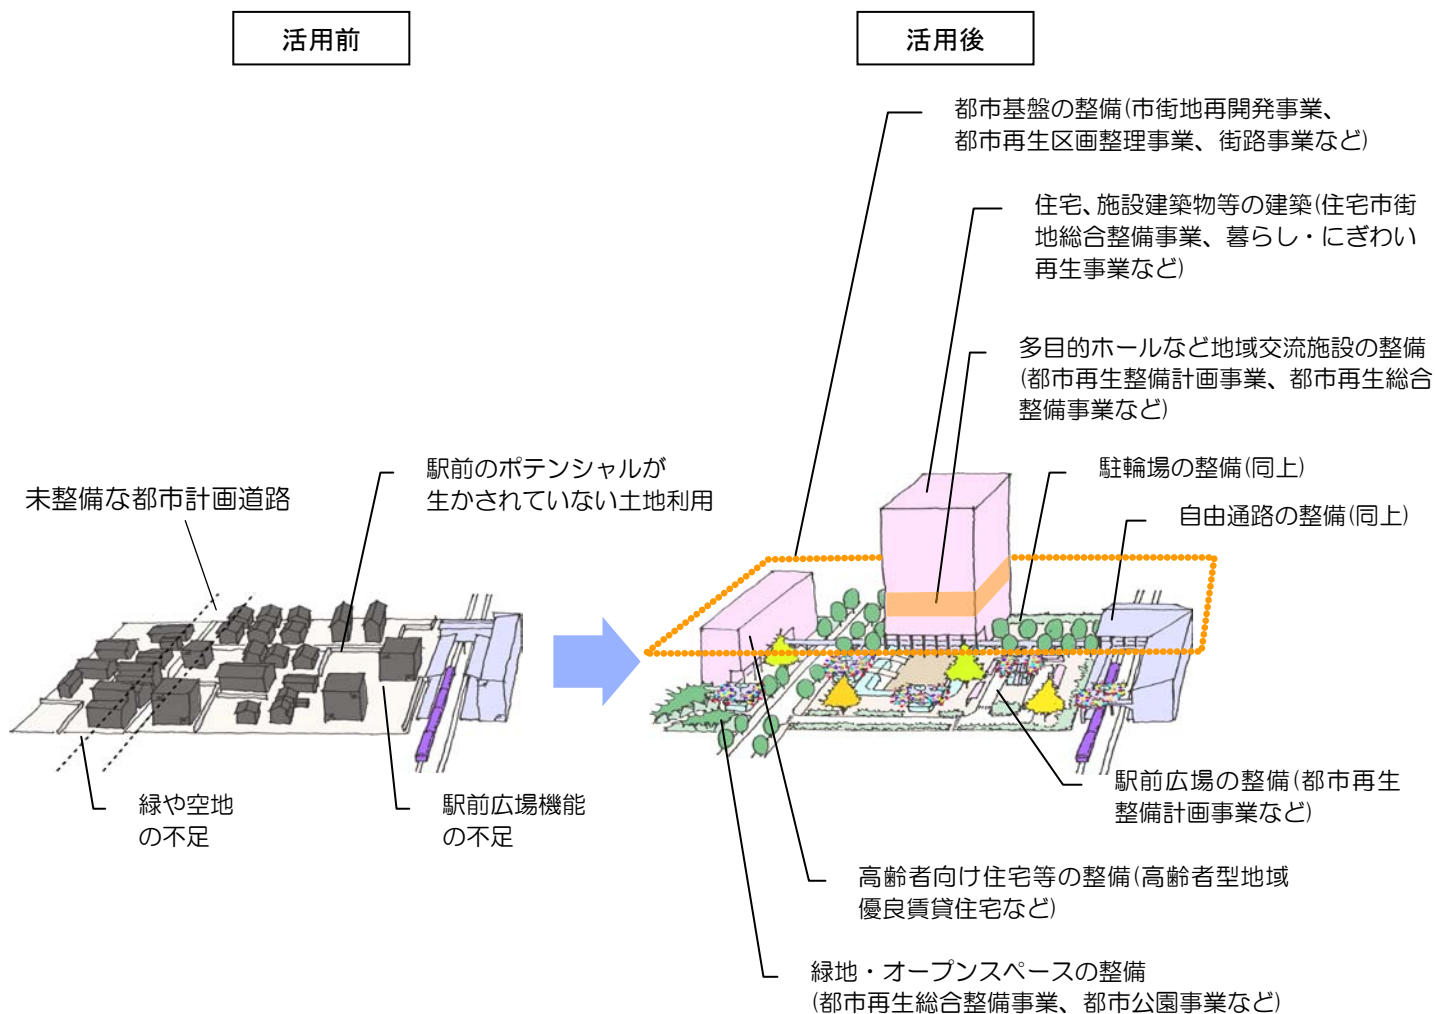 活用前
活用後
都市基盤の整備(市街地再開発事業、
都市再生区画整理事業、街路事業など)
住宅、施設建築物等の建築(住宅市街
地総合整備事業、暮らし・にぎわい
再生事業など)
多目的ホールなど地域交流施設の整備
(都市再生整備計画事業、都市再生総合
整備事業など)
駐輪場の整備(同上)
自由通路の整備(同上)
駅前のポテンシャルが
生かされていない土地利用
未整備な都市計画道路
緑や空地
の不足
駅前広場機能
の不足
駅前広場の整備(都市再生
整備計画事業など)
高齢者向け住宅等の整備(高齢者型地域
優良賃貸住宅など)
緑地・オープンスペースの整備
(都市再生総合整備事業、都市公園事業など)